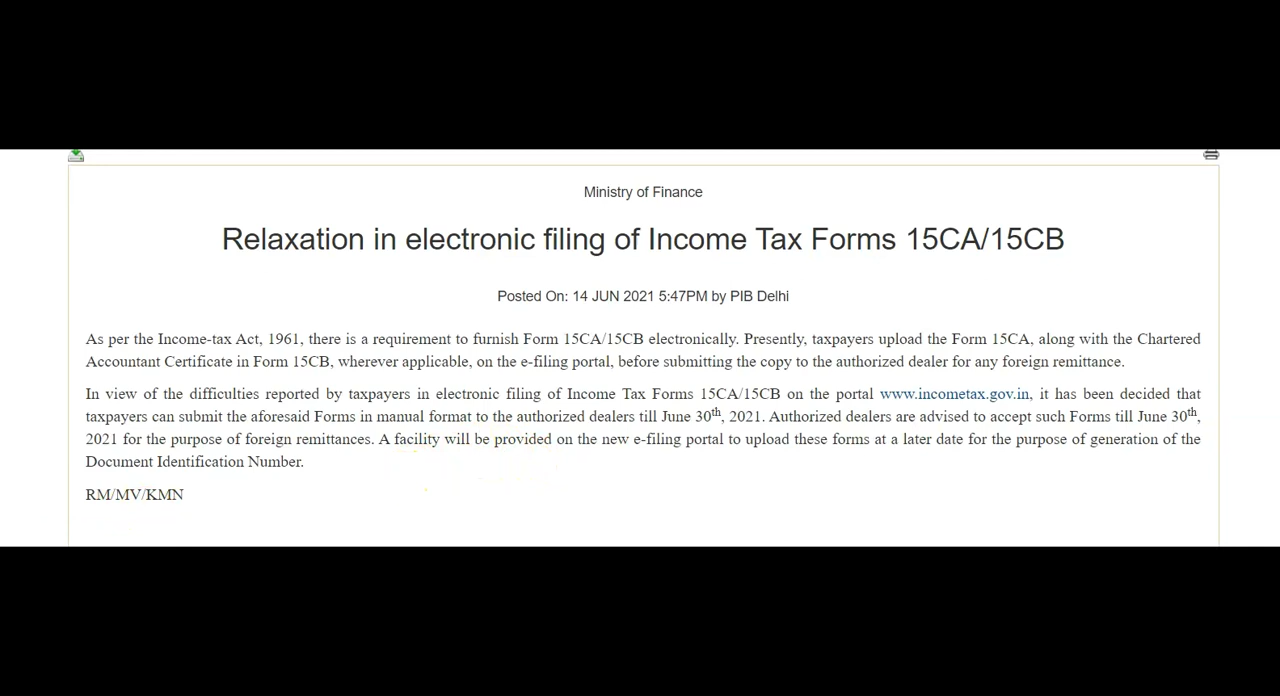 Ministry of Finance
Relaxation in electronic filing of Income Tax Forms 15CA/15CB
Posted On: 14 JUN 2021 5:47PM by PIB Delhi
As per the Income-tax Act, 1961, there is a requirement to furnish Form 15CA/15CB electronically. Presently, taxpayers upload the Form 15CA, along with the Chartered
Accountant Certificate in Form 15CB, wherever applicable, on the e-filing portal, before submitting the copy to the authorized dealer for any foreign remittance.
In view of the difficulties reported by taxpayers in electronic filing of Income Tax Forms 15CA/15CB on the portal www.incometax.gov.in, it has been decided that
taxpayers can submit the aforesaid Forms in manual format to the authorized dealers till June 30th, 2021. Authorized dealers are advised to accept such Forms till June 30th,
2021 for the purpose of foreign remittances. A facility will be provided on the new e-filing portal to upload these forms at a later date for the purpose of generation of the
Document Identification Number.
RM/MV/KMN